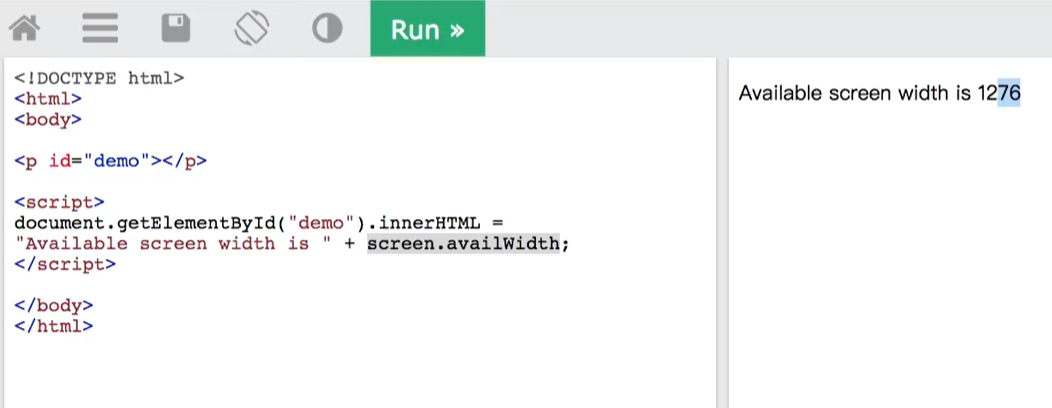 Run »
<!DOCTYPE html>
<html>
<body>
<p id="demo"></p>
<script>
document.getElementById("demo").innerHTML =
"Available screen width is " + screen.availWidth;
</script>
</body>
</html>
Available screen width is 1276